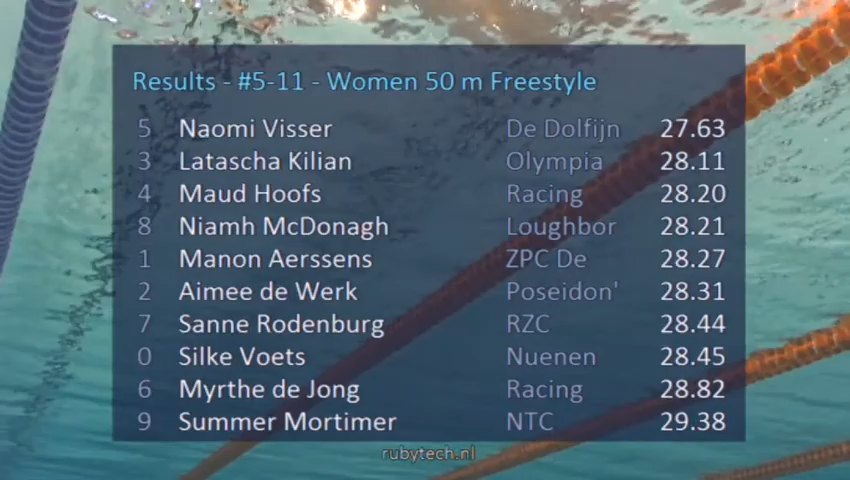 Results - #5-11 - Women 50 m Freestyle
5 Naomi Visser De Dolfijn 27.63
3 Latascha Kilian Olympia 28.11
4 Maud Hoofs Racing 28.20
8 Niamh McDonagh Loughbor 28.21
1 Manon Aerssens ZPC De 28.27
2 Aimee de Werk Poseidon' 28.31
7 Sanne Rodenburg RZC 28.44
0 Silke Voets Nuenen 28.45
6 Myrthe de Jong Racing 28.82
9 Summer Mortimer NTC 29.38
rubytech.nl